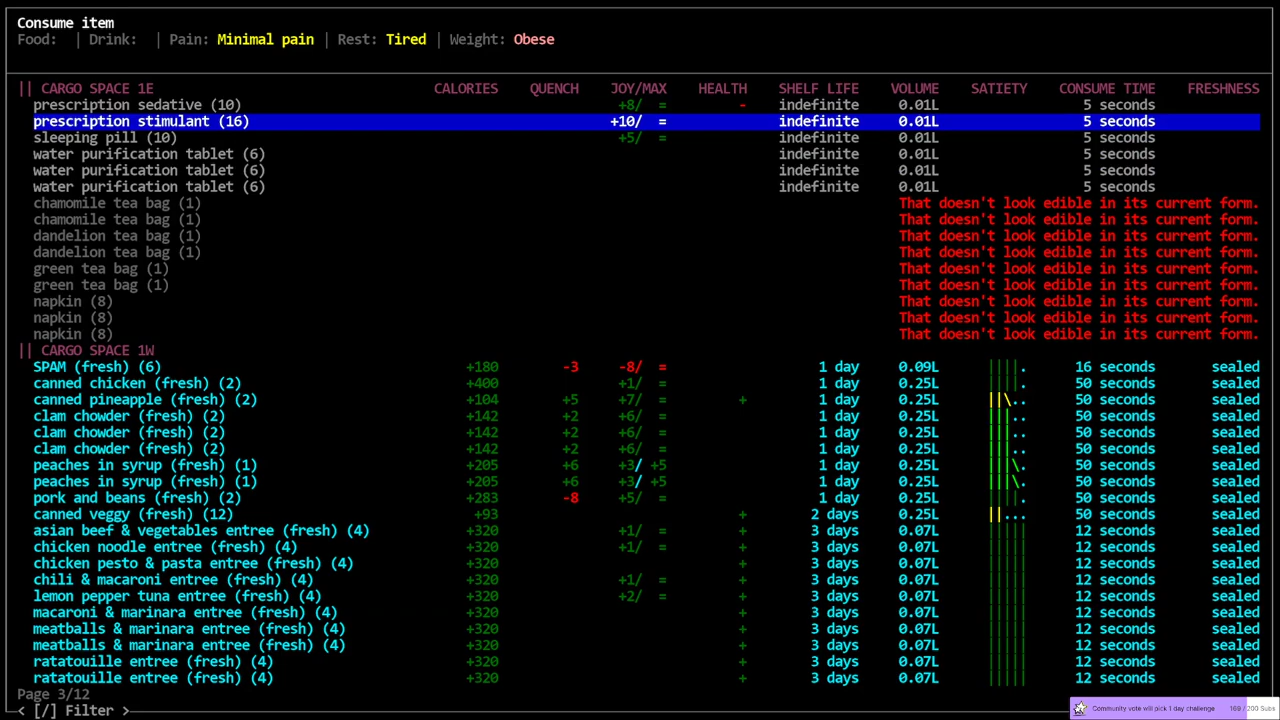 Consume item
Food:  | Drink:  | Pain: Minimal pain | Rest: Tired | Weight: Obese
|| CARGO SPACE 1E CALORIES QUENCH JOY/MAX HEALTH SHELF LIFE VOLUME SATIETY CONSUME TIME FRESHNESS
prescription sedative (10) +8/ = - indefinite 0.01L 5 seconds
prescription stimulant (16) +10/ = indefinite 0.01L 5 seconds
sleeping pill (10) +5/ = indefinite 0.01L 5 seconds
water purification tablet (6) indefinite 0.01L 5 seconds
water purification tablet (6) indefinite 0.01L 5 seconds
water purification tablet (6) indefinite 0.01L 5 seconds
chamomile tea bag (1) That doesn't look edible in its current form.
chamomile tea bag (1) That doesn't look edible in its current form.
dandelion tea bag (1) That doesn't look edible in its current form.
dandelion tea bag (1) That doesn't look edible in its current form.
green tea bag (1) That doesn't look edible in its current form.
green tea bag (1) That doesn't look edible in its current form.
napkin (8) That doesn't look edible in its current form.
napkin (8) That doesn't look edible in its current form.
napkin (8) That doesn't look edible in its current form.
|| CARGO SPACE 1W
SPAM (fresh) (6) +180 -3 -8/ = 1 day 0.09L ||||. 16 seconds sealed
canned chicken (fresh) (2) +400 +1/ = 1 day 0.25L ||||. 50 seconds sealed
canned pineapple (fresh) (2) +104 +5 +7/ = + 1 day 0.25L ||\.. 50 seconds sealed
clam chowder (fresh) (2) +142 +2 +6/ = 1 day 0.25L |||.. 50 seconds sealed
clam chowder (fresh) (2) +142 +2 +6/ = 1 day 0.25L |||.. 50 seconds sealed
clam chowder (fresh) (2) +142 +2 +6/ = 1 day 0.25L |||.. 50 seconds sealed
peaches in syrup (fresh) (1) +205 +6 +3/ +5 1 day 0.25L |||\. 50 seconds sealed
peaches in syrup (fresh) (1) +205 +6 +3/ +5 1 day 0.25L |||\. 50 seconds sealed
pork and beans (fresh) (2) +283 -8 +5/ = 1 day 0.25L ||||. 50 seconds sealed
canned veggy (fresh) (12) +93 + 2 days 0.25L ||... 50 seconds sealed
asian beef & vegetables entree (fresh) (4) +320 +1/ = + 3 days 0.07L ||||| 12 seconds sealed
chicken noodle entree (fresh) (4) +320 +1/ = + 3 days 0.07L ||||| 12 seconds sealed
chicken pesto & pasta entree (fresh) (4) +320 + 3 days 0.07L ||||| 12 seconds sealed
chili & macaroni entree (fresh) (4) +320 +1/ = + 3 days 0.07L ||||| 12 seconds sealed
lemon pepper tuna entree (fresh) (4) +320 +2/ = + 3 days 0.07L ||||| 12 seconds sealed
macaroni & marinara entree (fresh) (4) +320 + 3 days 0.07L ||||| 12 seconds sealed
meatballs & marinara entree (fresh) (4) +320 + 3 days 0.07L ||||| 12 seconds sealed
meatballs & marinara entree (fresh) (4) +320 + 3 days 0.07L ||||| 12 seconds sealed
ratatouille entree (fresh) (4) +320 + 3 days 0.07L ||||| 12 seconds sealed
ratatouille entree (fresh) (4) +320 + 3 days 0.07L ||||| 12 seconds sealed
Page 3/12
< [/] Filter >
Community vote will pick 1 day challenge 169 / 200 Subs